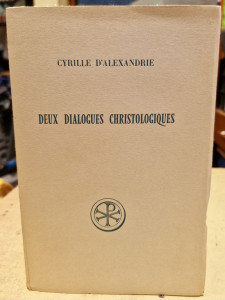 CYRILLE D'ALEXANDRIE
DEUX DIALOGUES CHRISTOLOGIQUES